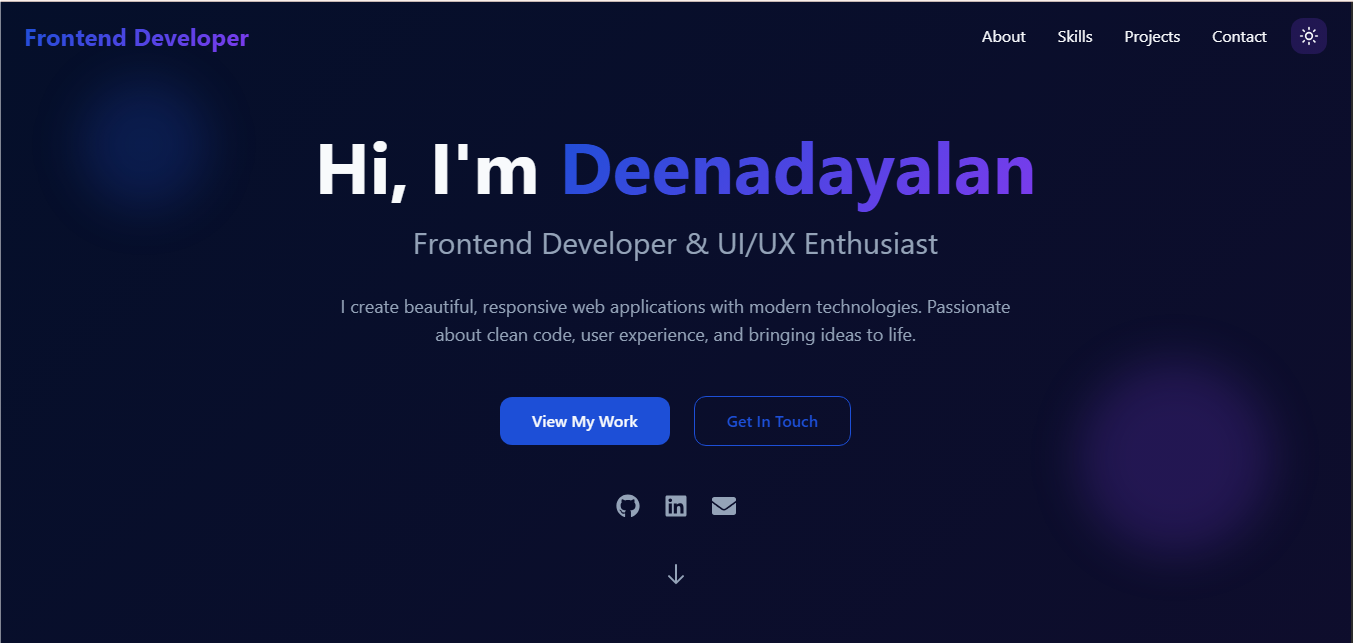 Frontend Developer
About Skills Projects Contact
Hi, I'm Deenadayalan
Frontend Developer & UI/UX Enthusiast
I create beautiful, responsive web applications with modern technologies. Passionate
about clean code, user experience, and bringing ideas to life.
View My Work
Get In Touch